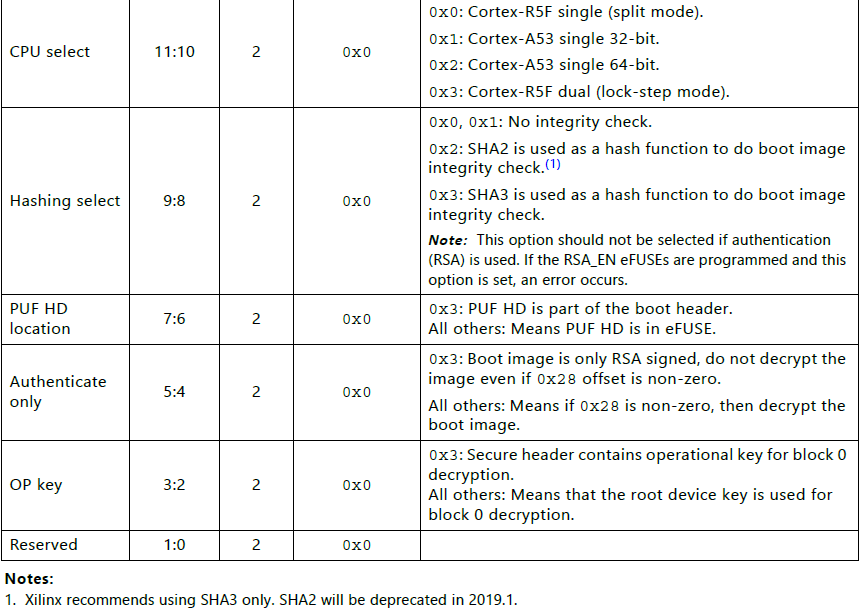 0x0: Cortex-R5F single (split mode).
0x1: Cortex-A53 single 32-bit.
CPU select 11:10 2 0x0
0x2: Cortex-A53 single 64-bit.
0x3: Cortex-R5F dual (lock-step mode).
0x0, 0x1: No integrity check.
0x2: SHA2 is used as a hash function to do boot image
integrity check.(1)
Hashing select 9:8 2 0x0
0x3: SHA3 is used as a hash function to do boot image
integrity check.
Note: This option should not be selected if authentication
(RSA) is used. If the RSA_EN eFUSEs are programmed and this
option is set, an error occurs.
PUF HD
location 7:6 2 0x0
0x3: PUF HD is part of the boot header.
All others: Means PUF HD is in eFUSE.
Authenticate
only 5:4 2 0x0
0x3: Boot image is only RSA signed, do not decrypt the
image even if 0x28 offset is non-zero.
All others: Means if 0x28 is non-zero, then decrypt the
boot image.
OP key 3:2 2 0x0
0x3: Secure header contains operational key for block 0
decryption.
All others: Means that the root device key is used for
block 0 decryption.
Reserved 1:0 2 0x0
Notes:
1. Xilinx recommends using SHA3 only. SHA2 will be deprecated in 2019.1.